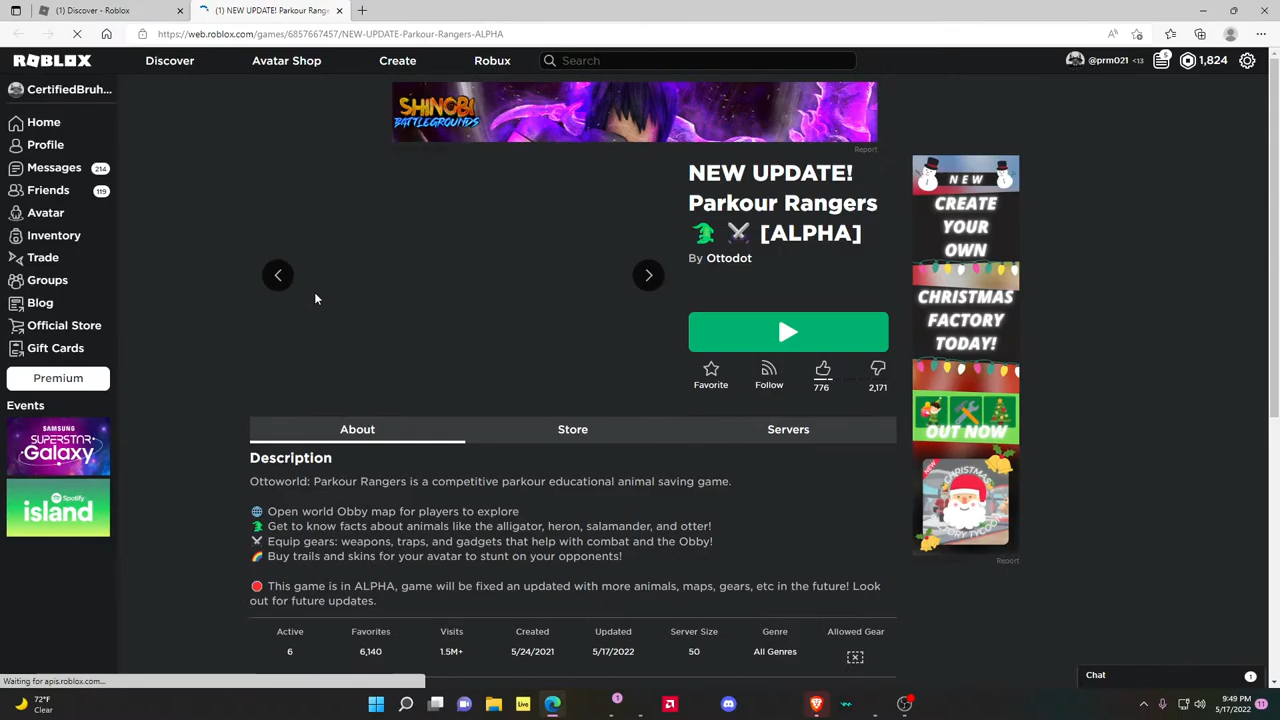 (1) Discover - Roblox
(1) NEW UPDATE! Parkour Range
https://web.roblox.com/games/6857667457/NEW-UPDATE-Parkour-Rangers-ALPHA
ROBLOX
Discover
Avatar Shop
Create
Robux
Search
@prm021 <13
5
1,824
CertifiedBruh...
Home
Profile
Messages 214
Friends 119
Avatar
Inventory
Trade
Groups
Blog
Official Store
Gift Cards
Premium
Events
SAMSUNG
SUPERSTAR
Galaxy
Spotify
island
SHINOBI
BATTLEGROUNDS
Report
NEW UPDATE!
Parkour Rangers
[ALPHA]
By Ottodot
Favorite
Follow
776
2,171
About
Store
Servers
Description
Ottoworld: Parkour Rangers is a competitive parkour educational animal saving game.
Open world Obby map for players to explore
Get to know facts about animals like the alligator, heron, salamander, and otter!
Equip gears: weapons, traps, and gadgets that help with combat and the Obby!
Buy trails and skins for your avatar to stunt on your opponents!
This game is in ALPHA, game will be fixed an updated with more animals, maps, gears, etc in the future! Look
out for future updates.
Active Favorites Visits Created Updated Server Size Genre Allowed Gear
6 6,140 1.5M+ 5/24/2021 5/17/2022 50 All Genres
NEW
CREATE
YOUR
OWN
CHRISTMAS
FACTORY
TODAY!
OUT NOW
NEW
CHRISTMAS
Report
Chat 1
Waiting for apis.roblox.com...
72°F
Clear
Live
1
9:49 PM
5/17/2022
11